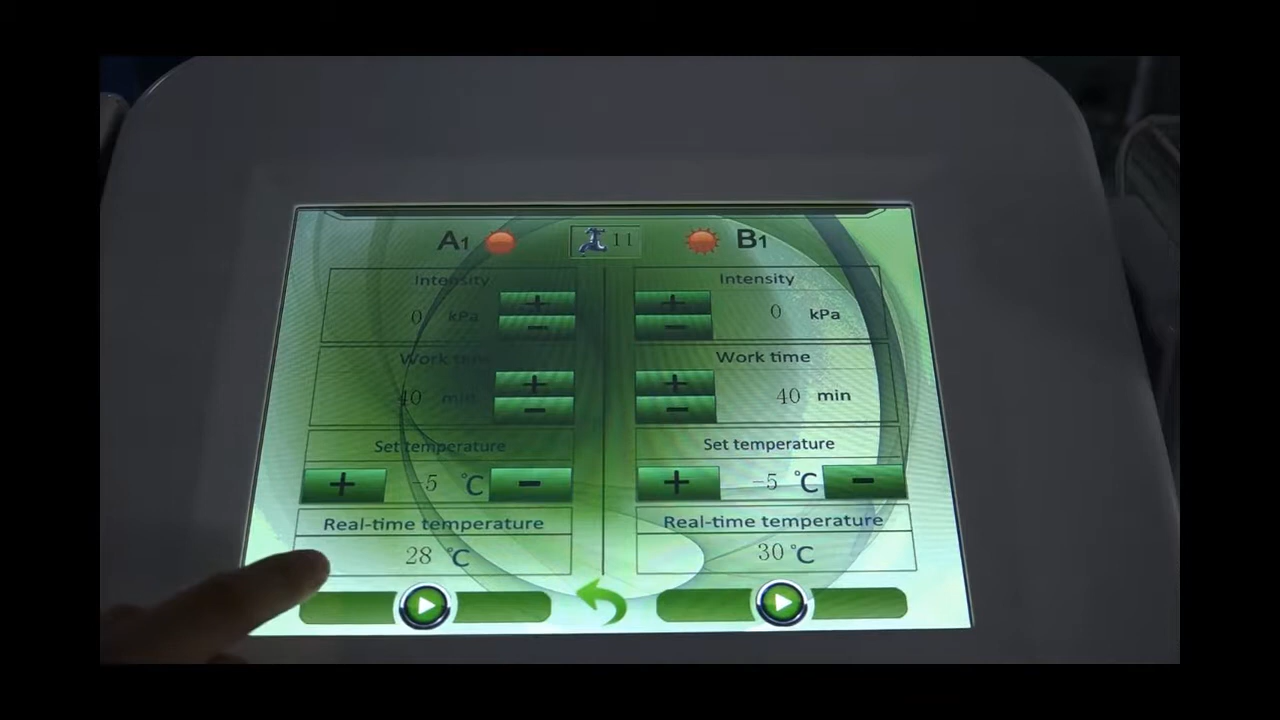 A1 11 B1
Intensity Intensity
0 kPa + - + - 0 kPa
Work time Work time
40 min + - + - 40 min
Set temperature Set temperature
+ -5 °C - + -5 °C -
Real-time temperature Real-time temperature
28 °C 30 °C